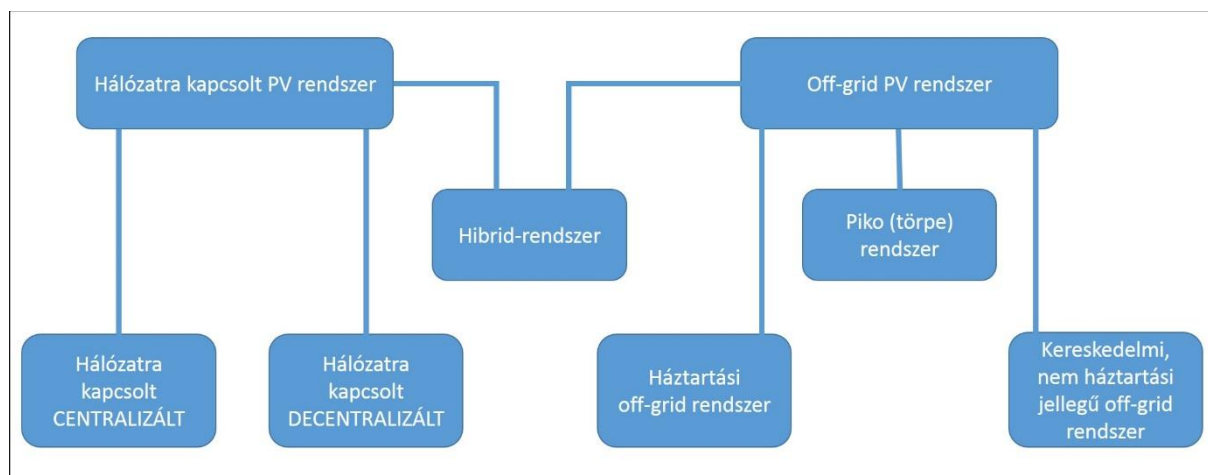 Hálózatra kapcsolt PV rendszer
Off-grid PV rendszer
Hibrid-rendszer
Piko (törpe)
rendszer
Hálózatra
kapcsolt
CENTRALIZÁLT
Hálózatra
kapcsolt
DECENTRALIZÁLT
Háztartási
off-grid rendszer
Kereskedelmi,
nem háztartási
jellegű off-grid
rendszer